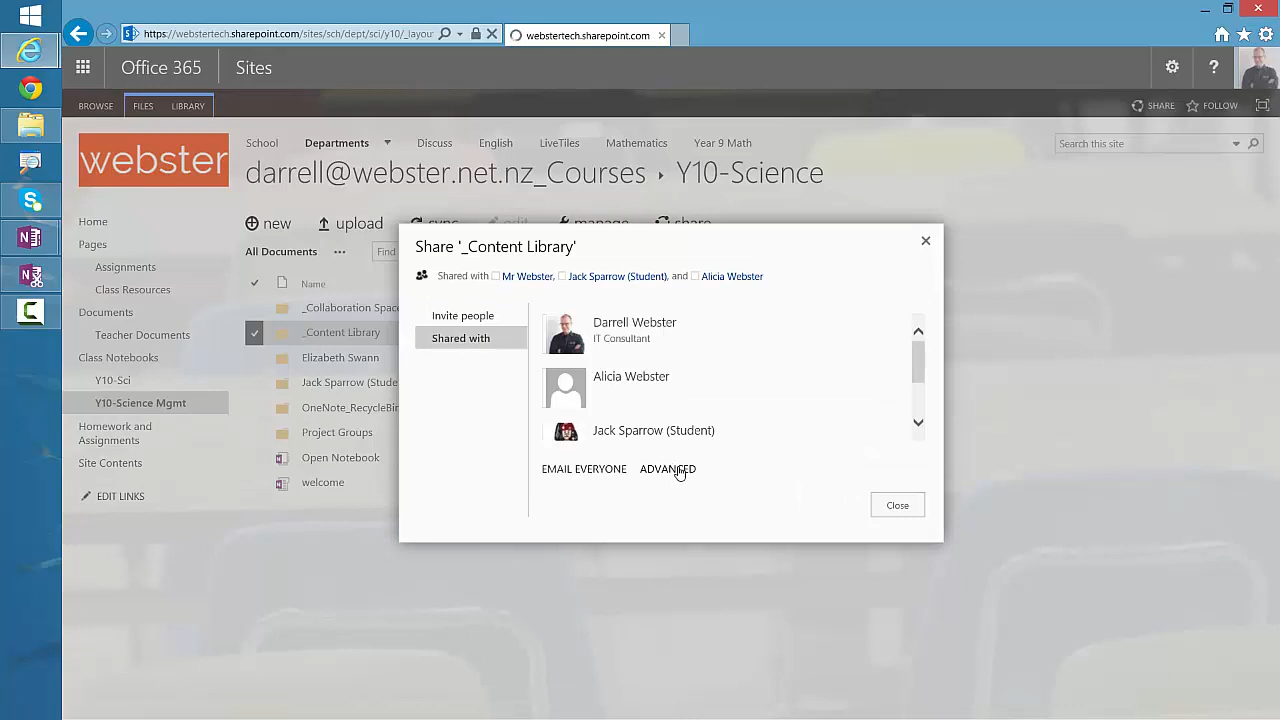 https://webstertech.sharepoint.com/sites/sch/dept/sci/y10/_layou
webstertech.sharepoint.com
Office 365
Sites
?
BROWSE
FILES
LIBRARY
SHARE
FOLLOW
webster
School
Departments
Discuss
English
LiveTiles
Mathematics
Year 9 Math
Search this site
darrell@webster.net.nz_Courses
Y10-Science
Home
Pages
Assignments
Class Resources
Documents
Teacher Documents
Class Notebooks
Y10-Sci
Y10-Science Mgmt
Homework and
Assignments
Site Contents
EDIT LINKS
new
upload
sync
edit
manage
share
All Documents
...
Find
Name
_Collaboration Spac
_Content Library
Elizabeth Swann
Jack Sparrow (Stude
OneNote_RecycleBin
Project Groups
Open Notebook
welcome
Share '_Content Library'
Shared with Mr Webster, Jack Sparrow (Student), and Alicia Webster
Invite people
Shared with
Darrell Webster
IT Consultant
Alicia Webster
Jack Sparrow (Student)
EMAIL EVERYONE
ADVANCED
Close